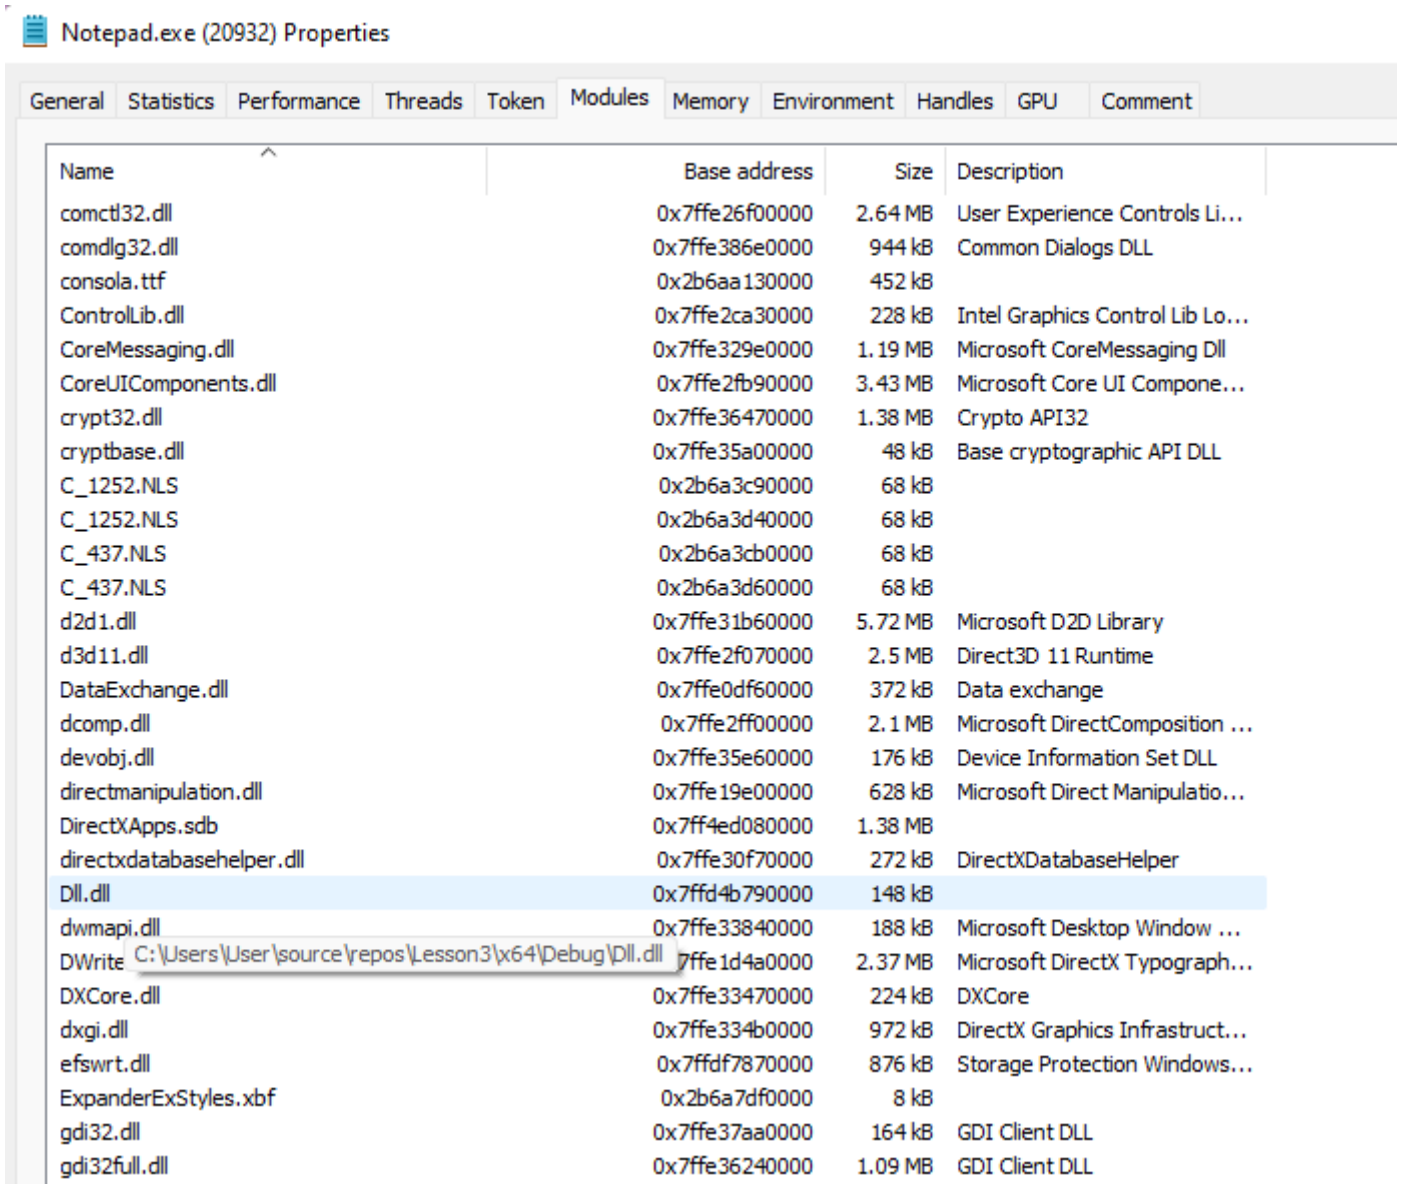 Notepad.exe (20932) Properties
General Statistics Performance Threads Token Modules Memory Environment Handles GPU Comment
Name Base address Size Description
comctl32.dll 0x7ffe26f00000 2.64 MB User Experience Controls Li...
comdlg32.dll 0x7ffe386e0000 944 kB Common Dialogs DLL
consola.ttf 0x2b6aa130000 452 kB
ControlLib.dll 0x7ffe2ca30000 228 kB Intel Graphics Control Lib Lo...
CoreMessaging.dll 0x7ffe329e0000 1.19 MB Microsoft CoreMessaging Dll
CoreUIComponents.dll 0x7ffe2fb90000 3.43 MB Microsoft Core UI Compone...
crypt32.dll 0x7ffe36470000 1.38 MB Crypto API32
cryptbase.dll 0x7ffe35a00000 48 kB Base cryptographic API DLL
C_1252.NLS 0x2b6a3c90000 68 kB
C_1252.NLS 0x2b6a3d40000 68 kB
C_437.NLS 0x2b6a3cb0000 68 kB
C_437.NLS 0x2b6a3d60000 68 kB
d2d1.dll 0x7ffe31b60000 5.72 MB Microsoft D2D Library
d3d11.dll 0x7ffe2f070000 2.5 MB Direct3D 11 Runtime
DataExchange.dll 0x7ffe0df60000 372 kB Data exchange
dcomp.dll 0x7ffe2ff00000 2.1 MB Microsoft DirectComposition ...
devobj.dll 0x7ffe35e60000 176 kB Device Information Set DLL
directmanipulation.dll 0x7ffe19e00000 628 kB Microsoft Direct Manipulatio...
DirectXApps.sdb 0x7ff4ed080000 1.38 MB
directxdatabasehelper.dll 0x7ffe30f70000 272 kB DirectXDatabaseHelper
Dll.dll 0x7ffd4b790000 148 kB
dwmapi.dll 0x7ffe33840000 188 kB Microsoft Desktop Window ...
C:\Users\User\source\repos\Lesson3\x64\Debug\Dll.dll
DWrite 7ffe1d4a0000 2.37 MB Microsoft DirectX Typograph...
DXCore.dll 0x7ffe33470000 224 kB DXCore
dxgi.dll 0x7ffe334b0000 972 kB DirectX Graphics Infrastruct...
efswrt.dll 0x7ffdf7870000 876 kB Storage Protection Windows...
ExpanderExStyles.xbf 0x2b6a7df0000 8 kB
gdi32.dll 0x7ffe37aa0000 164 kB GDI Client DLL
gdi32full.dll 0x7ffe36240000 1.09 MB GDI Client DLL